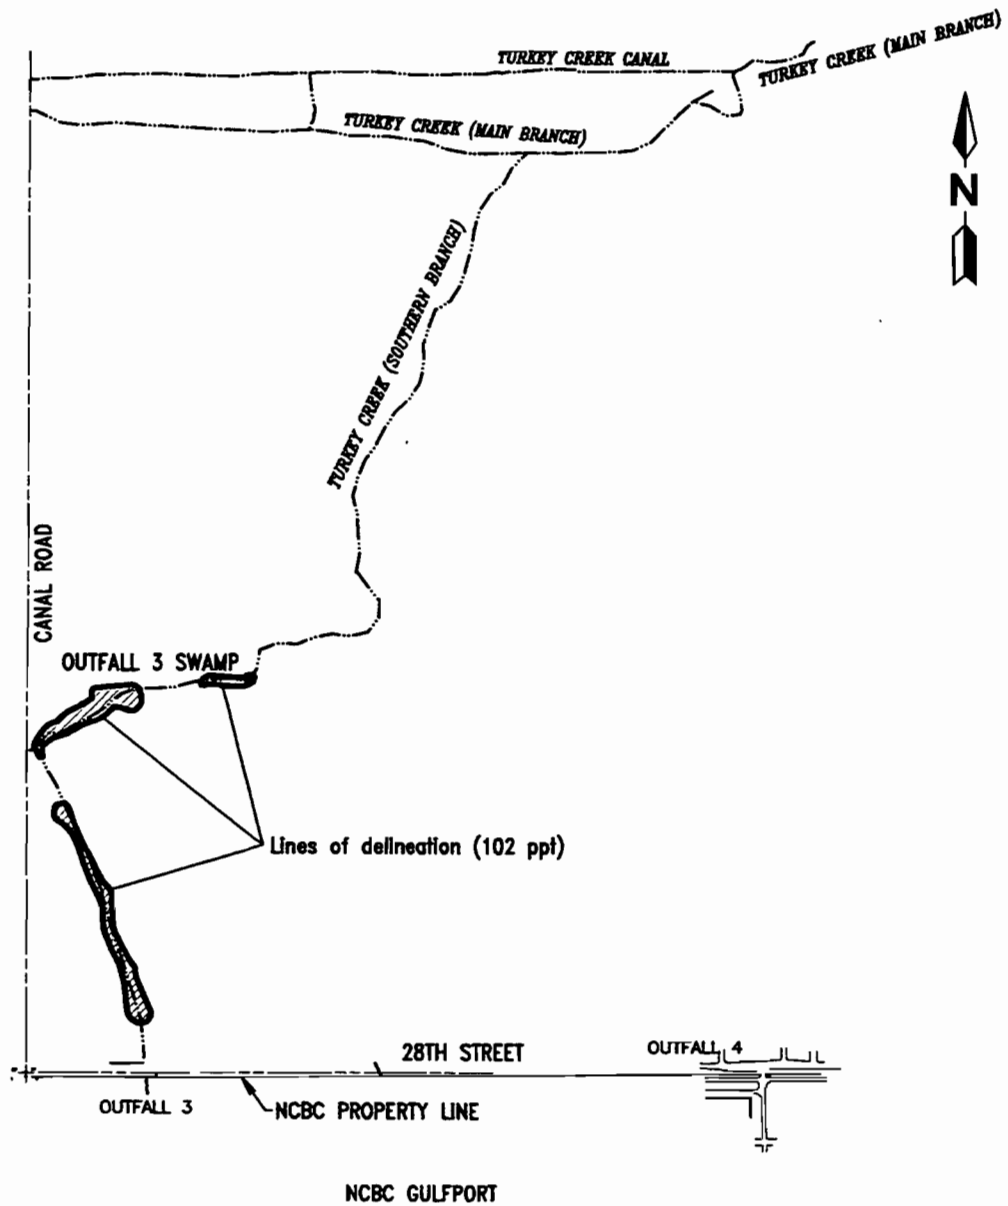 TURKEY CREEK (MAIN BRANCH)
TURKEY CREEK CANAL
TURKEY CREEK (MAIN BRANCH)
N
TURKEY CREEK (SOUTHERN BRANCH)
CANAL ROAD
OUTFALL 3 SWAMP
Lines of delineation (102 ppt)
28TH STREET
OUTFALL 4
OUTFALL 3
NCBC PROPERTY LINE
NCBC GULFPORT